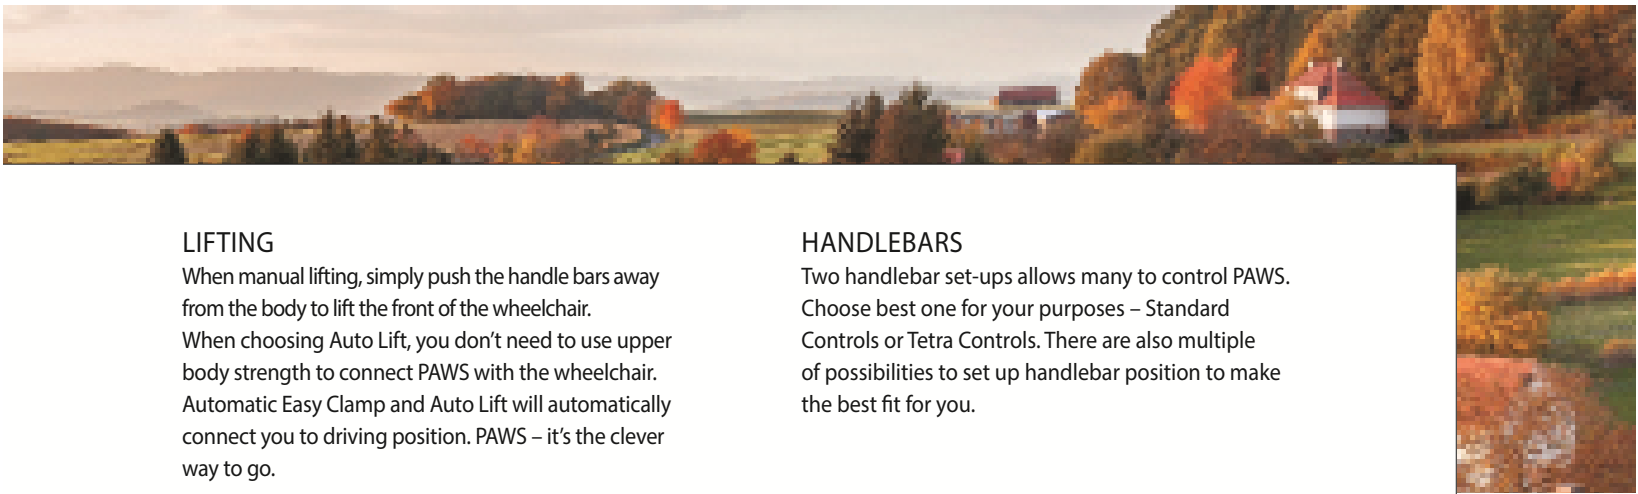 LIFTING
When manual lifting, simply push the handle bars away
from the body to lift the front of the wheelchair.
When choosing Auto Lift, you don't need to use upper
body strength to connect PAWS with the wheelchair.
Automatic Easy Clamp and Auto Lift will automatically
connect you to driving position. PAWS – it's the clever
way to go.
HANDLEBARS
Two handlebar set-ups allows many to control PAWS.
Choose best one for your purposes – Standard
Controls or Tetra Controls. There are also multiple
of possibilities to set up handlebar position to make
the best fit for you.